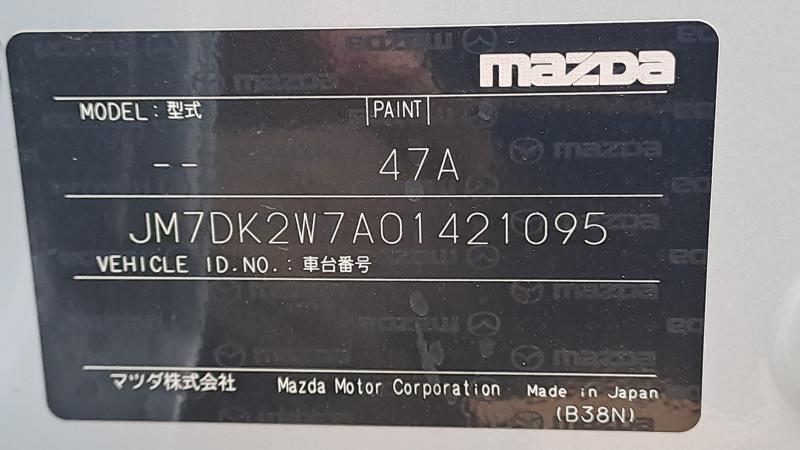 mazda
MODEL：型式 PAINT
-- 47A
JM7DK2W7A01421095
VEHICLE ID.NO.：車台番号
マツダ株式会社 Mazda Motor Corporation Made in Japan
(B38N)